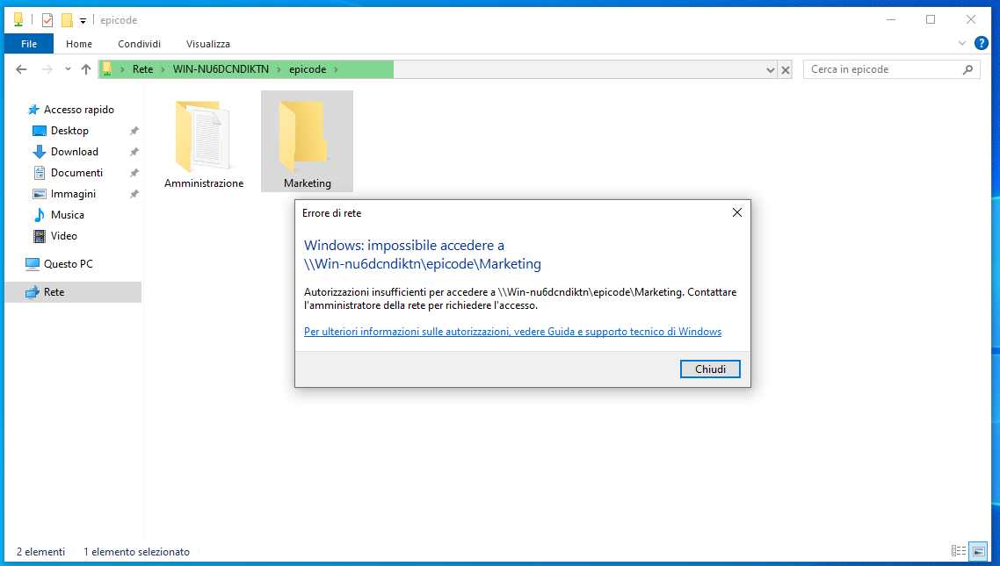 epicode
File Home Condividi Visualizza
Rete WIN-NU6DCNDIKTN epicode
Cerca in epicode
Accesso rapido
Desktop
Download
Documenti
Immagini
Musica
Video
Questo PC
Rete
Amministrazione
Marketing
Errore di rete
Windows: impossibile accedere a
\\Win-nu6dcndiktn\epicode\Marketing
Autorizzazioni insufficienti per accedere a \\Win-nu6dcndiktn\epicode\Marketing. Contattare
l'amministratore della rete per richiedere l'accesso.
Per ulteriori informazioni sulle autorizzazioni, vedere Guida e supporto tecnico di Windows
Chiudi
2 elementi 1 elemento selezionato